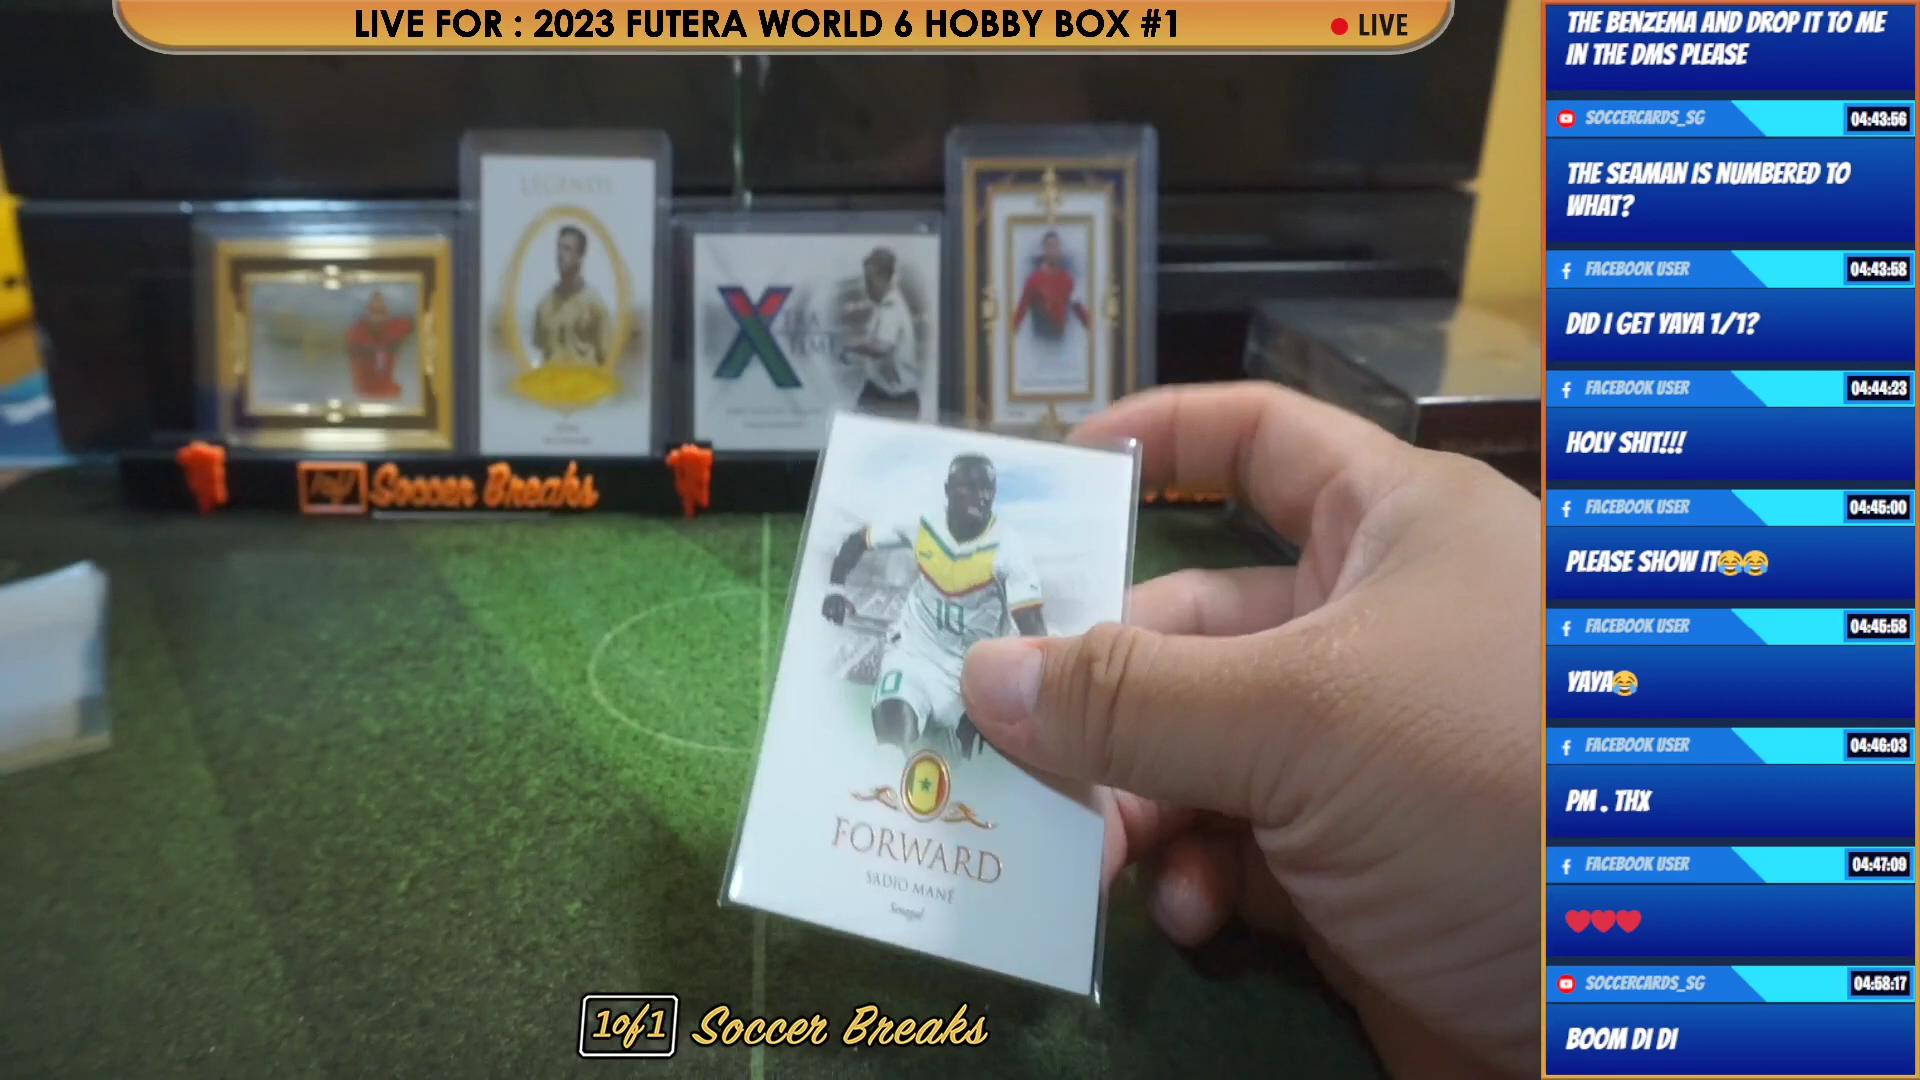 LIVE FOR : 2023 FUTERA WORLD 6 HOBBY BOX #1
LIVE
LEGENDS
X
TRA
TIME
Soccer Breaks
10
FORWARD
SADIO MANÉ
Senegal
1of1 Soccer Breaks
THE BENZEMA AND DROP IT TO ME
IN THE DMS PLEASE
SOCCERCARDS_SG 04:43:56
THE SEAMAN IS NUMBERED TO
WHAT?
FACEBOOK USER 04:43:58
DID I GET YAYA 1/1?
FACEBOOK USER 04:44:23
HOLY SHIT!!!
FACEBOOK USER 04:45:00
PLEASE SHOW IT😂😂
FACEBOOK USER 04:45:58
YAYA😂
FACEBOOK USER 04:46:03
PM . THX
FACEBOOK USER 04:47:09
❤❤❤
SOCCERCARDS_SG 04:58:17
BOOM DI DI